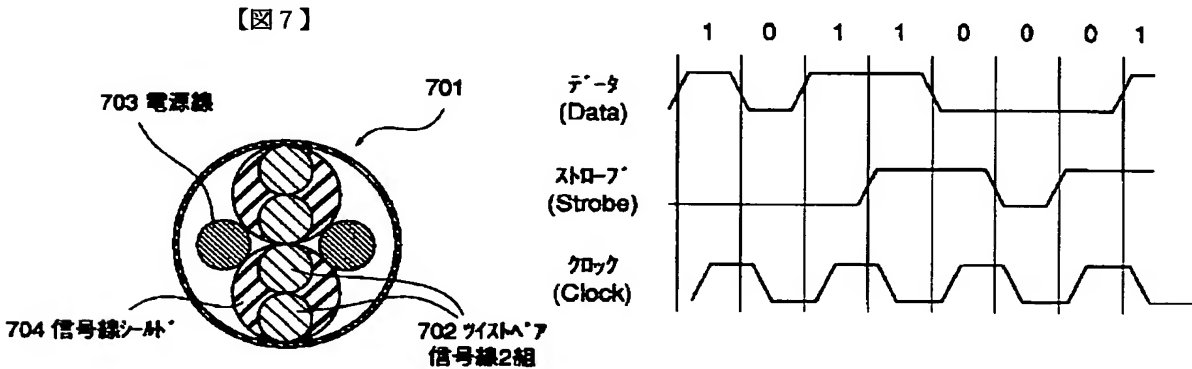 【図7】
703 電源線
701
704 信号線シールド
702 ツイストペア
信号線2組
1 0 1 1 0 0 0 1
データ
(Data)
ストローブ
(Strobe)
クロック
(Clock)